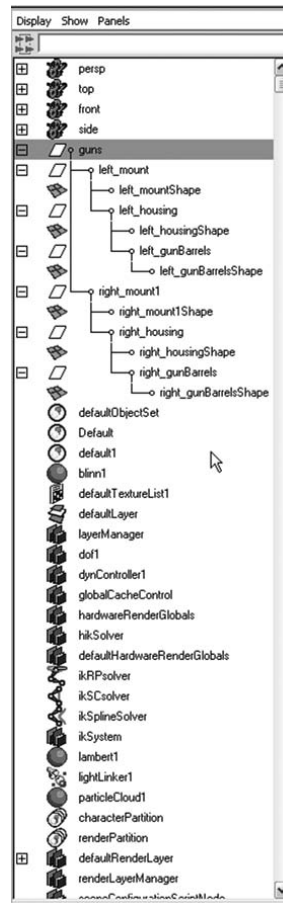 Display Show Panels
persp
top
front
side
guns
left_mount
left_mountShape
left_housing
left_housingShape
left_gunBarrels
left_gunBarrelsShape
right_mount1
right_mount1Shape
right_housing
right_housingShape
right_gunBarrels
right_gunBarrelsShape
defaultObjectSet
Default
default1
blinn1
defaultTextureList1
defaultLayer
layerManager
dof1
dynController1
globalCacheControl
hardwareRenderGlobals
hikSolver
defaultHardwareRenderGlobals
ikRPsolver
ikSCsolver
ikSplineSolver
ikSystem
lambert1
lightLinker1
particleCloud1
characterPartition
renderPartition
defaultRenderLayer
renderLayerManager
sceneConfigurationScriptNode